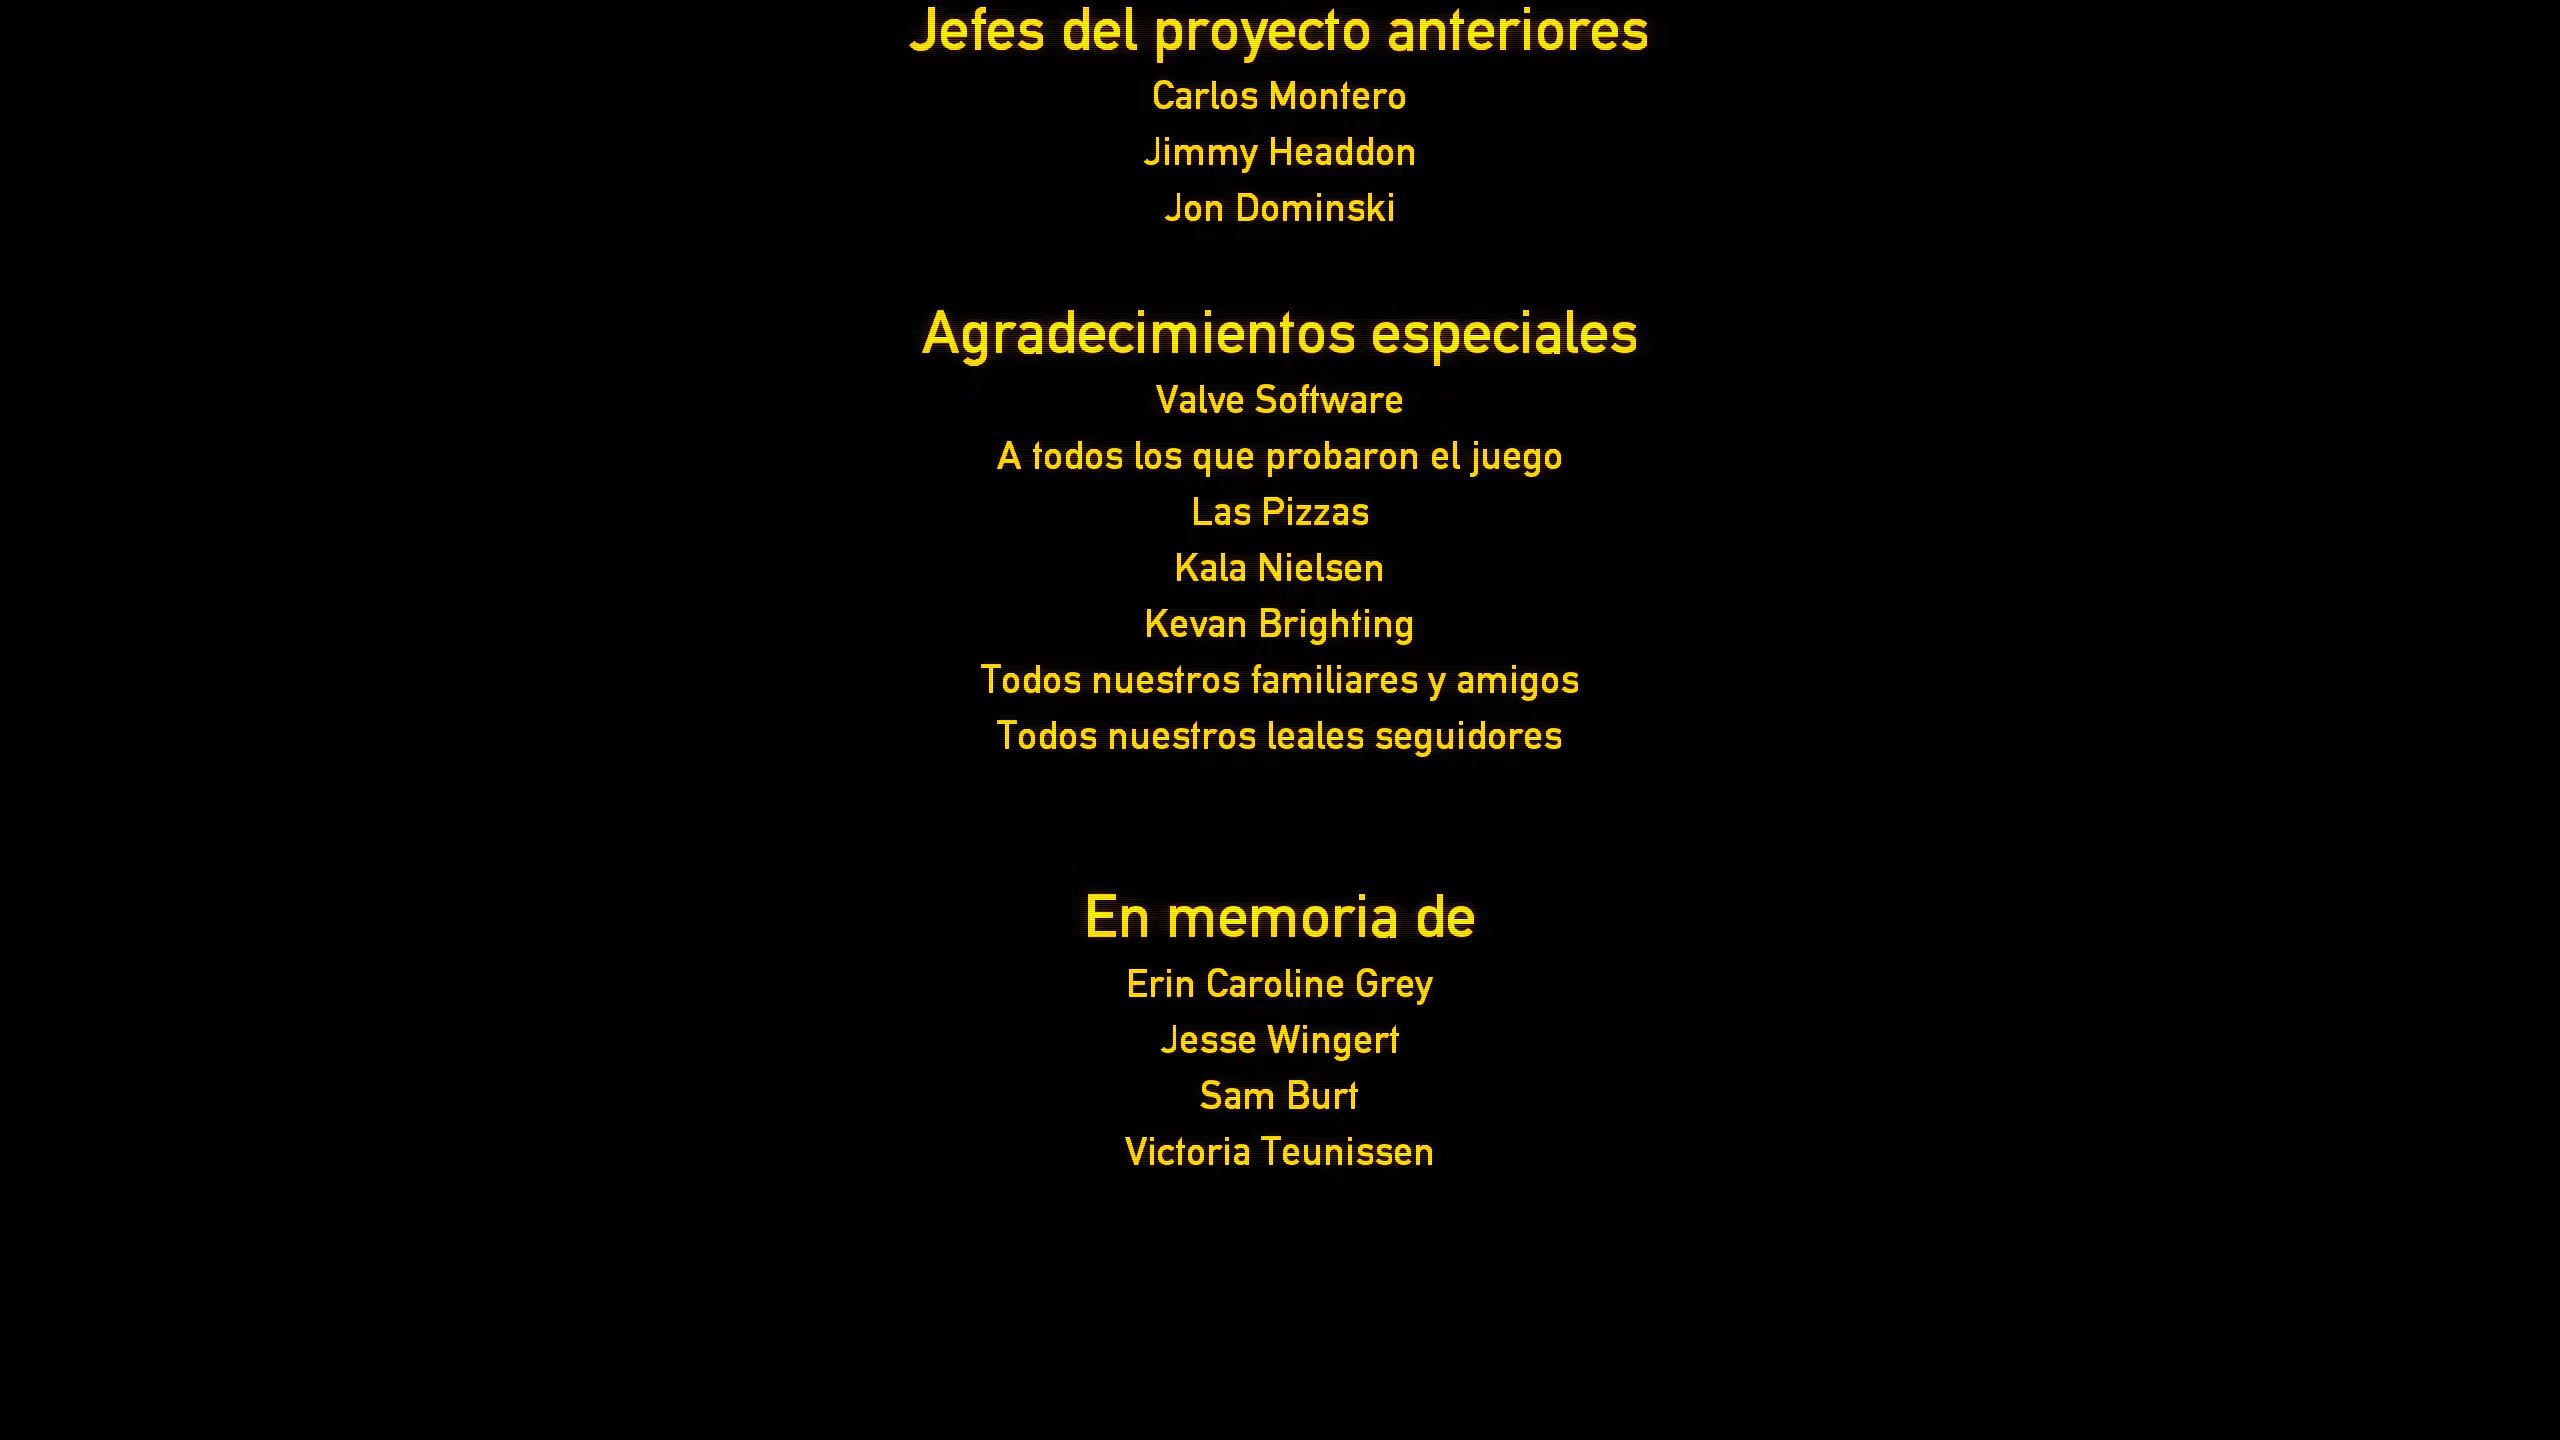 Jefes del proyecto anteriores
Carlos Montero
Jimmy Headdon
Jon Dominski
Agradecimientos especiales
Valve Software
A todos los que probaron el juego
Las Pizzas
Kala Nielsen
Kevan Brighting
Todos nuestros familiares y amigos
Todos nuestros leales seguidores
En memoria de
Erin Caroline Grey
Jesse Wingert
Sam Burt
Victoria Teunissen